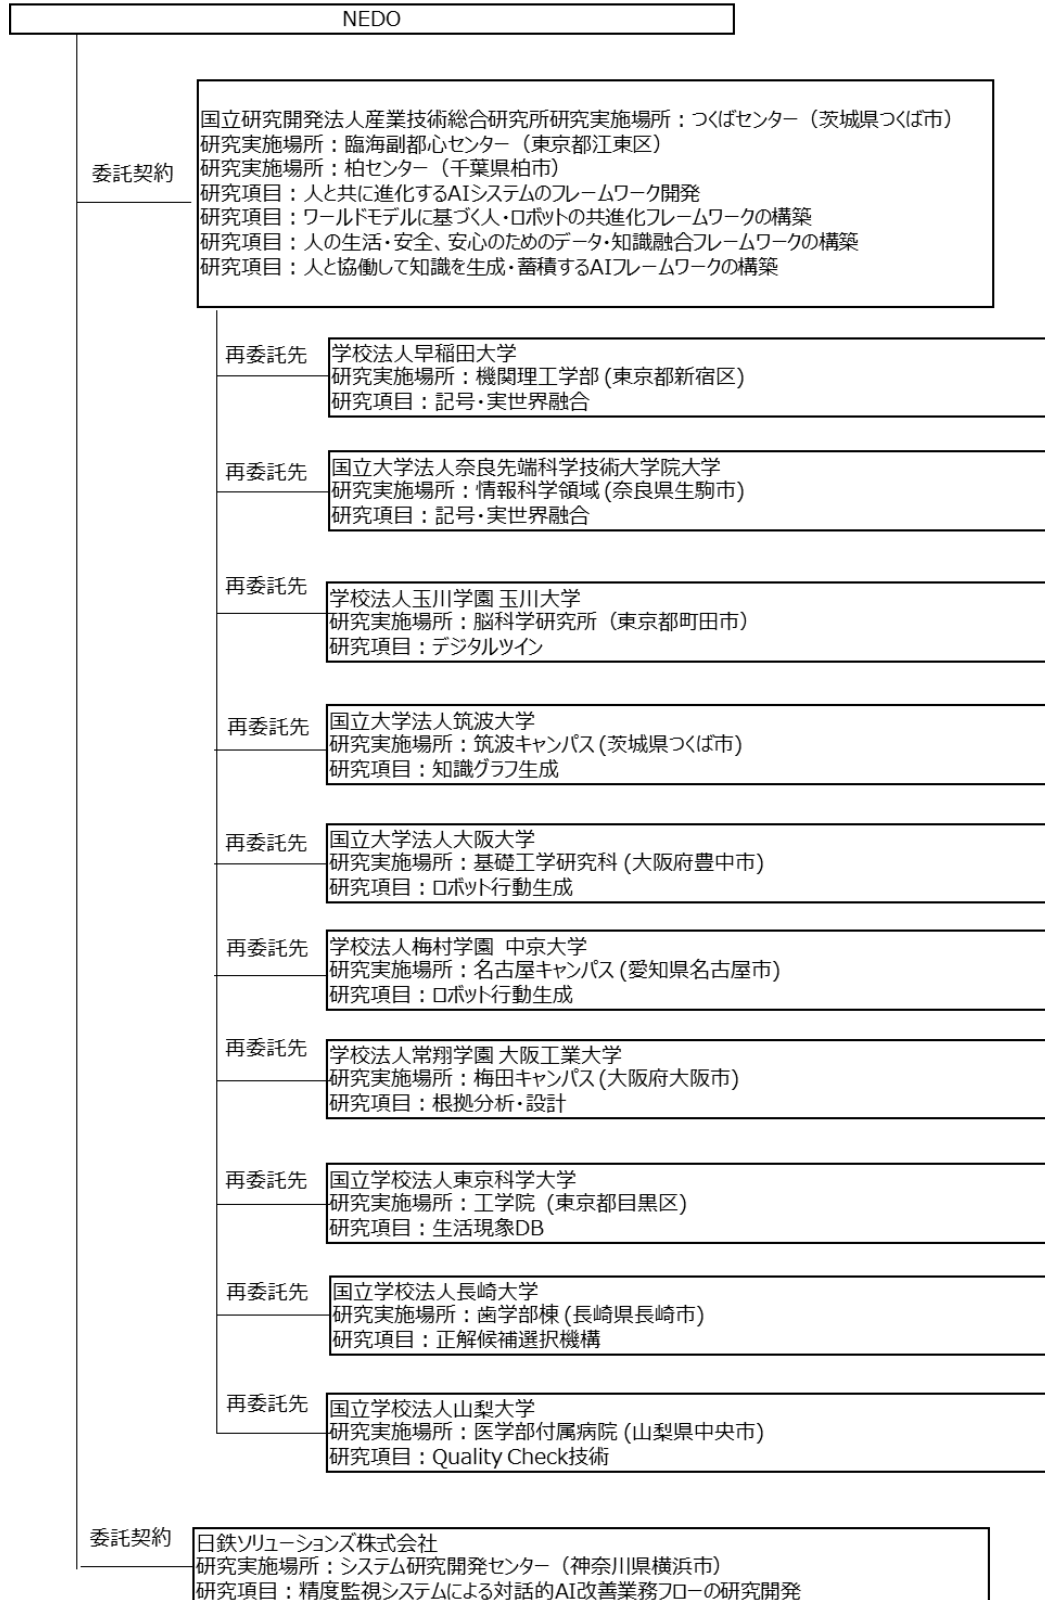 NEDO
委託契約
国立研究開発法人産業技術総合研究所研究実施場所：つくばセンター（茨城県つくば市）
研究実施場所：臨海副都心センター（東京都江東区）
研究実施場所：柏センター（千葉県柏市）
研究項目：人と共に進化するAIシステムのフレームワーク開発
研究項目：ワールドモデルに基づく人・ロボットの共進化フレームワークの構築
研究項目：人の生活・安全、安心のためのデータ・知識融合フレームワークの構築
研究項目：人と協働して知識を生成・蓄積するAIフレームワークの構築
再委託先
学校法人早稲田大学
研究実施場所：機関理工学部 (東京都新宿区)
研究項目：記号・実世界融合
再委託先
国立大学法人奈良先端科学技術大学院大学
研究実施場所：情報科学領域 (奈良県生駒市)
研究項目：記号・実世界融合
再委託先
学校法人玉川学園 玉川大学
研究実施場所：脳科学研究所（東京都町田市）
研究項目：デジタルツイン
再委託先
国立大学法人筑波大学
研究実施場所：筑波キャンパス (茨城県つくば市)
研究項目：知識グラフ生成
再委託先
国立大学法人大阪大学
研究実施場所：基礎工学研究科 (大阪府豊中市)
研究項目：ロボット行動生成
再委託先
学校法人梅村学園 中京大学
研究実施場所：名古屋キャンパス (愛知県名古屋市)
研究項目：ロボット行動生成
再委託先
学校法人常翔学園 大阪工業大学
研究実施場所：梅田キャンパス (大阪府大阪市)
研究項目：根拠分析・設計
再委託先
国立学校法人東京科学大学
研究実施場所：工学院 (東京都目黒区)
研究項目：生活現象DB
再委託先
国立学校法人長崎大学
研究実施場所：歯学部棟 (長崎県長崎市)
研究項目：正解候補選択機構
再委託先
国立学校法人山梨大学
研究実施場所：医学部付属病院 (山梨県中央市)
研究項目：Quality Check技術
委託契約
日鉄ソリューションズ株式会社
研究実施場所：システム研究開発センター（神奈川県横浜市）
研究項目：精度監視システムによる対話的AI改善業務フローの研究開発